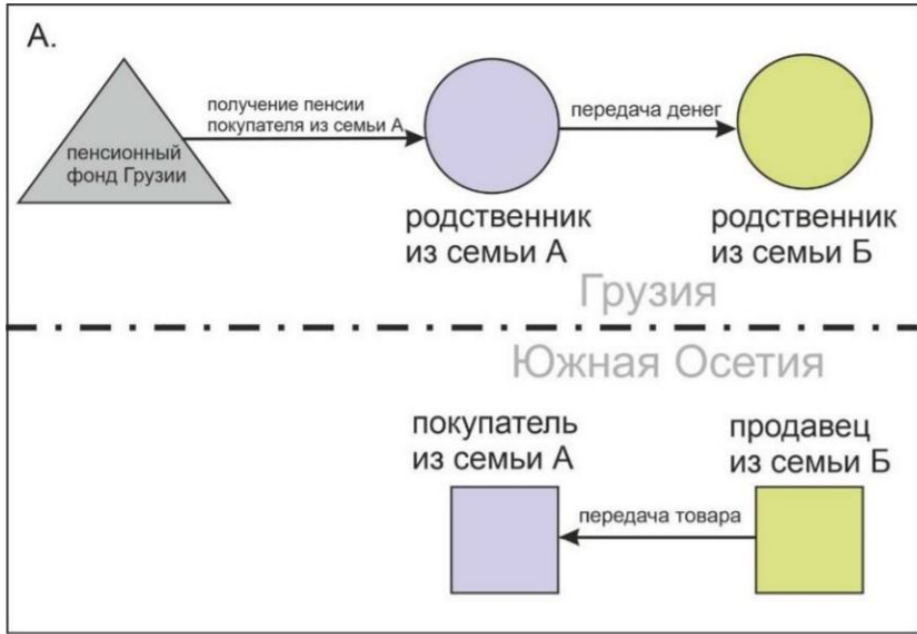 А.
получение пенсии
покупателя из семьи А
передача денег
пенсионный
фонд Грузии
родственник
из семьи А
родственник
из семьи Б
Грузия
Южная Осетия
покупатель
из семьи А
продавец
из семьи Б
передача товара